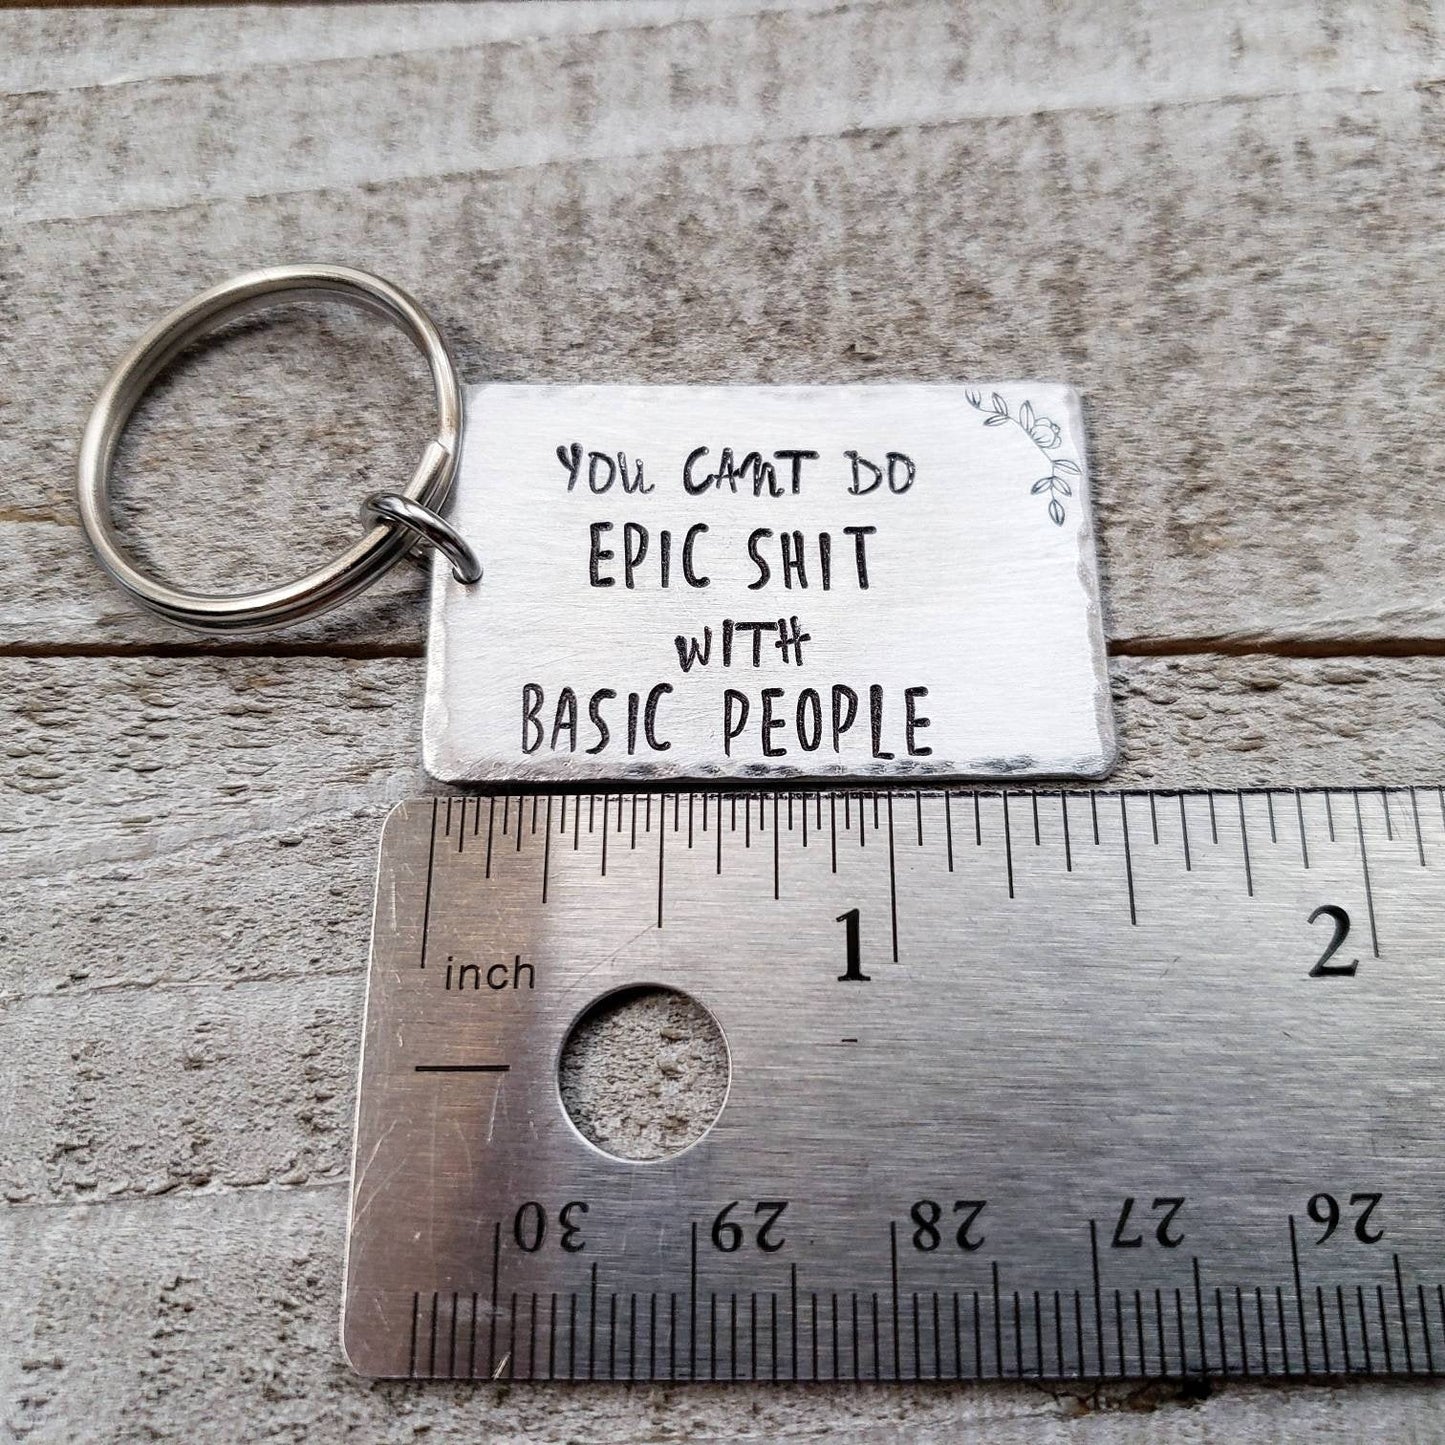 YOU CANT DO
EPIC SHIT
WITH
BASIC PEOPLE
1 2
inch
30 29 28 27 26